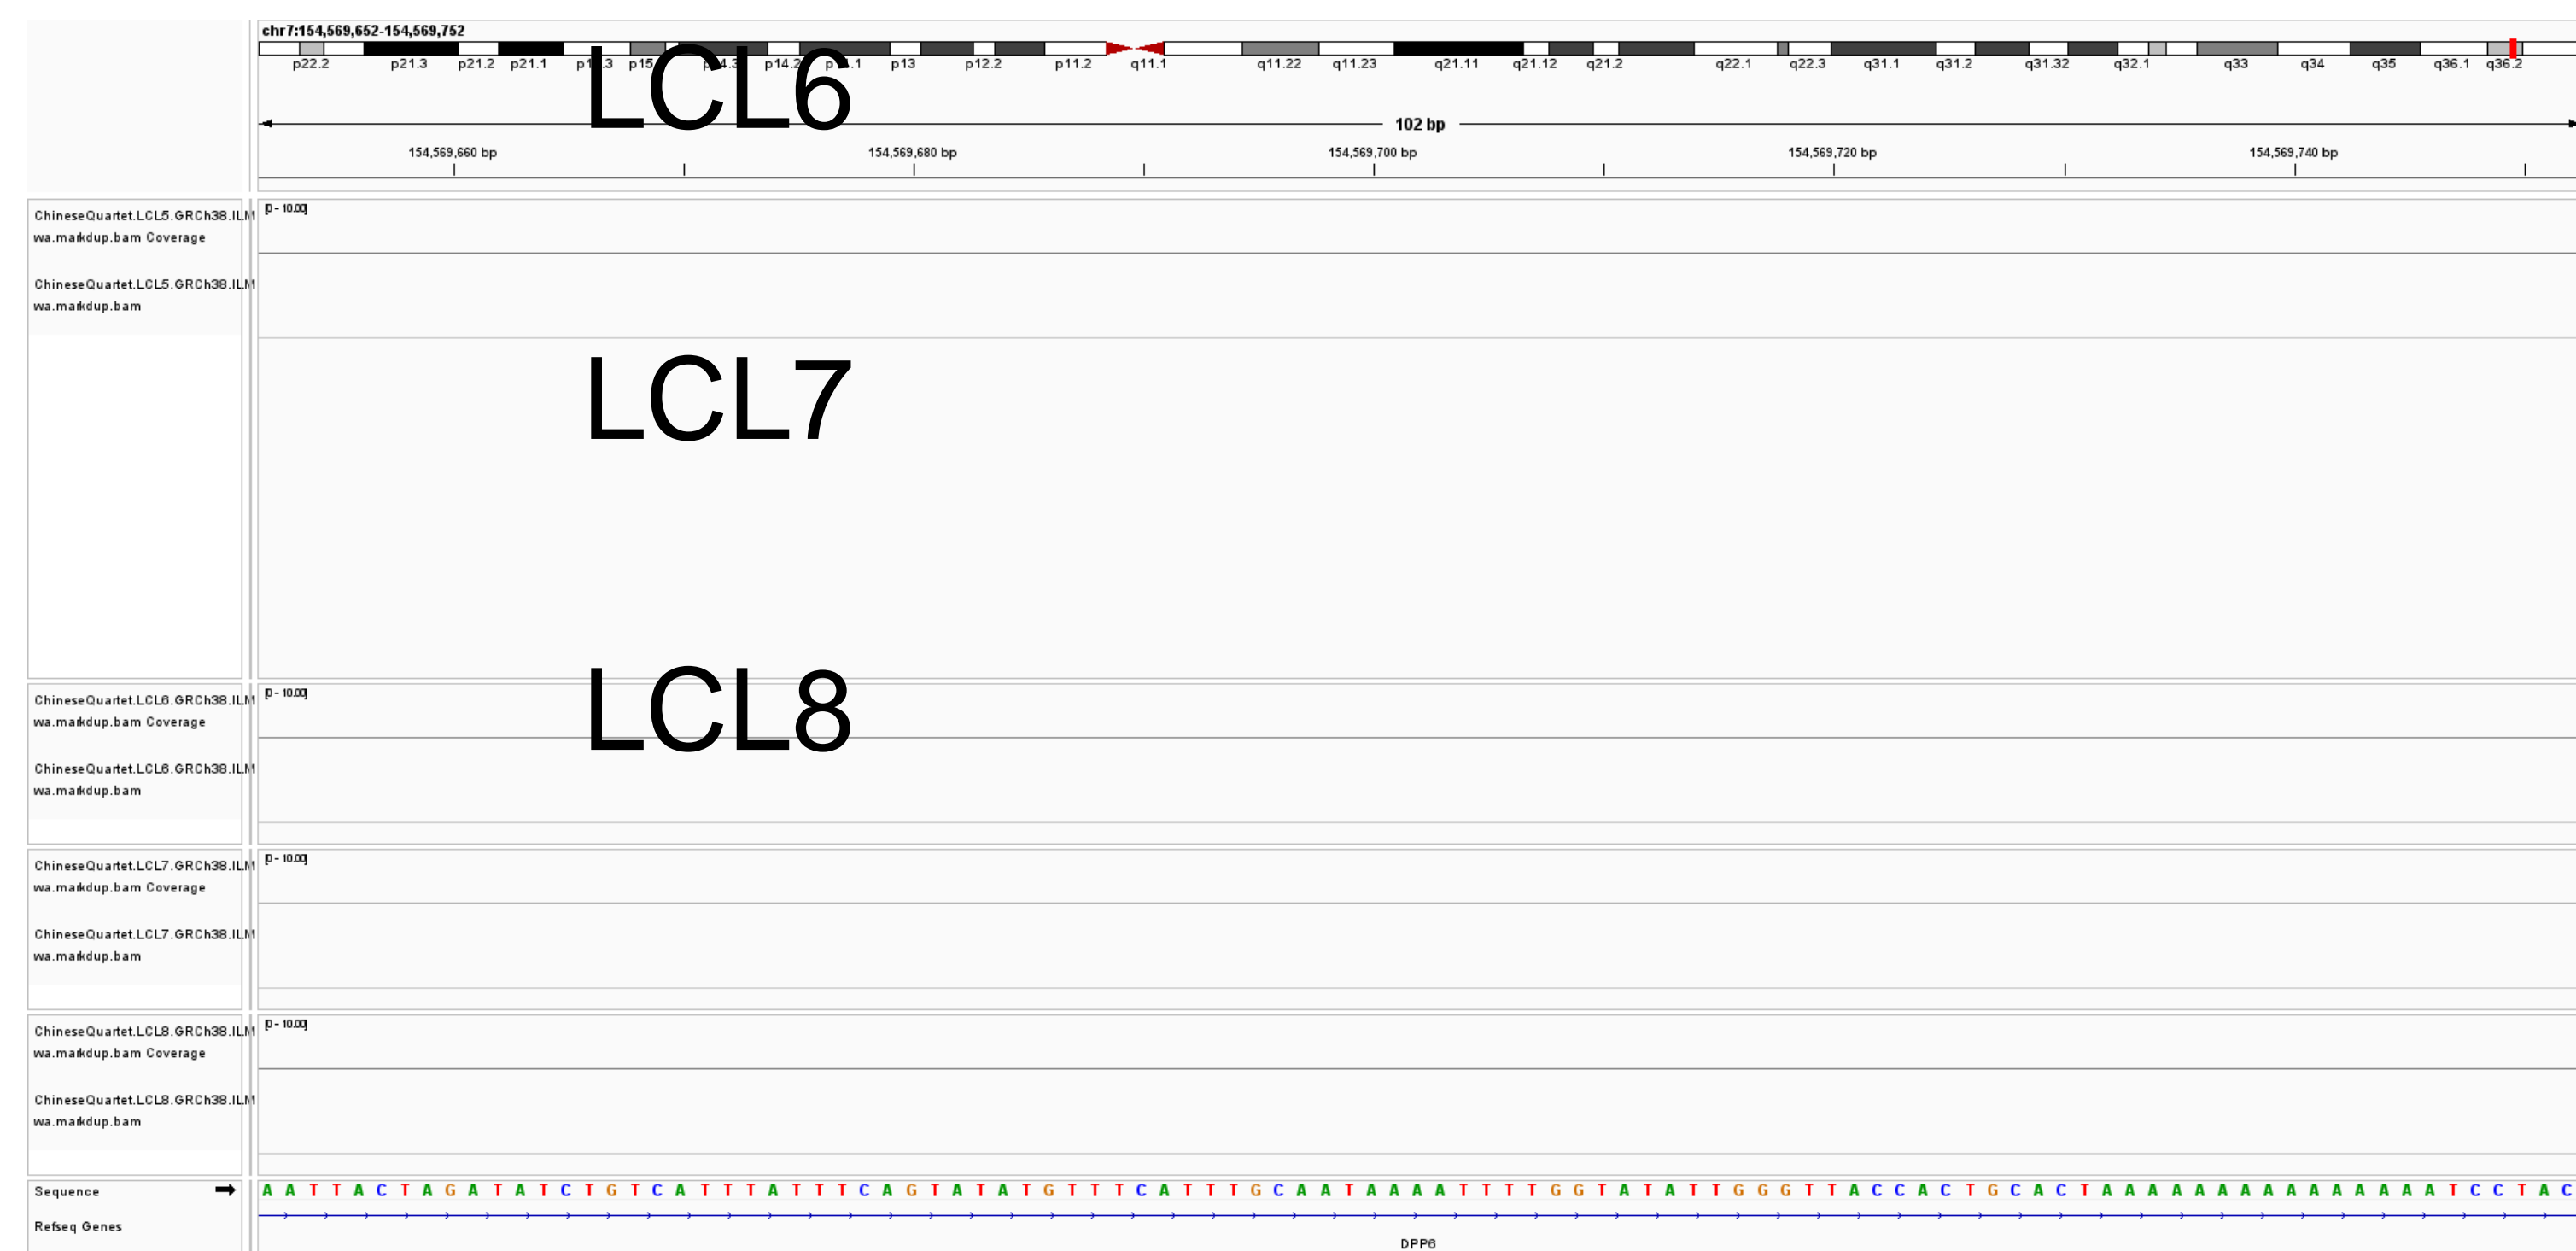 chr7:154,569,652-154,569,752
p22.2 p21.3 p21.2 p21.1 p15 p14.2 p13 p12.2 p11.2 q11.1 q11.22 q11.23 q21.11 q21.12 q21.2 q22.1 q22.3 q31.1 q31.2 q31.32 q32.1 q33 q34 q35 q36.1 q36.2
LCL6
102 bp
154,569,660 bp 154,569,680 bp 154,569,700 bp 154,569,720 bp 154,569,740 bp
ChineseQuartet.LCL5.GRCh38.ILM
[0 - 10.00]
wa.markdup.bam Coverage
ChineseQuartet.LCL5.GRCh38.ILM
wa.markdup.bam
LCL7
LCL8
ChineseQuartet.LCL6.GRCh38.ILM
[0 - 10.00]
wa.markdup.bam Coverage
ChineseQuartet.LCL6.GRCh38.ILM
wa.markdup.bam
ChineseQuartet.LCL7.GRCh38.ILM
[0 - 10.00]
wa.markdup.bam Coverage
ChineseQuartet.LCL7.GRCh38.ILM
wa.markdup.bam
ChineseQuartet.LCL8.GRCh38.ILM
[0 - 10.00]
wa.markdup.bam Coverage
ChineseQuartet.LCL8.GRCh38.ILM
wa.markdup.bam
Sequence
A A T T A C T A G A T A T C T G T C A T T T A T T T C A G T A T A T G T T T C A T T T G C A A T A A A A T T T T G G T A T A T T G G G T T A C C A C T G C A C T A A A A A A A A A A A A A A A T C C T A C
Refseq Genes
DPP6